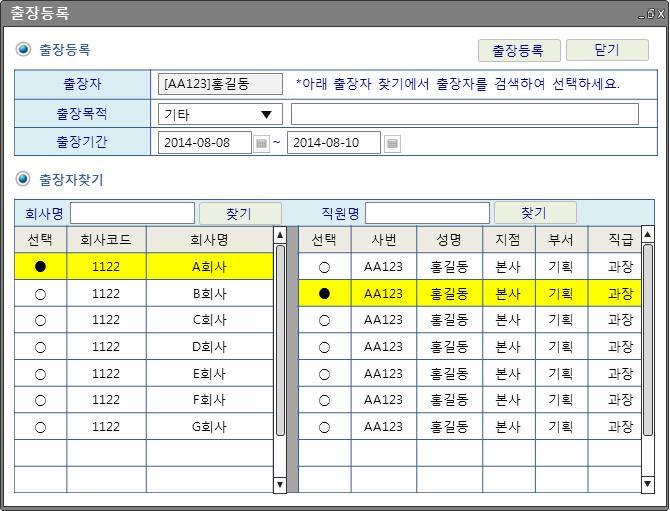 출장등록
출장등록 출장등록 닫기
출장자 [AA123]홍길동 *아래 출장자 찾기에서 출장자를 검색하여 선택하세요.
출장목적 기타
출장기간 2014-08-08 ~ 2014-08-10
출장자찾기
회사명 찾기 직원명 찾기
선택 회사코드 회사명 선택 사번 성명 지점 부서 직급
1122 A회사 AA123 홍길동 본사 기획 과장
1122 B회사 AA123 홍길동 본사 기획 과장
1122 C회사 AA123 홍길동 본사 기획 과장
1122 D회사 AA123 홍길동 본사 기획 과장
1122 E회사 AA123 홍길동 본사 기획 과장
1122 F회사 AA123 홍길동 본사 기획 과장
1122 G회사 AA123 홍길동 본사 기획 과장